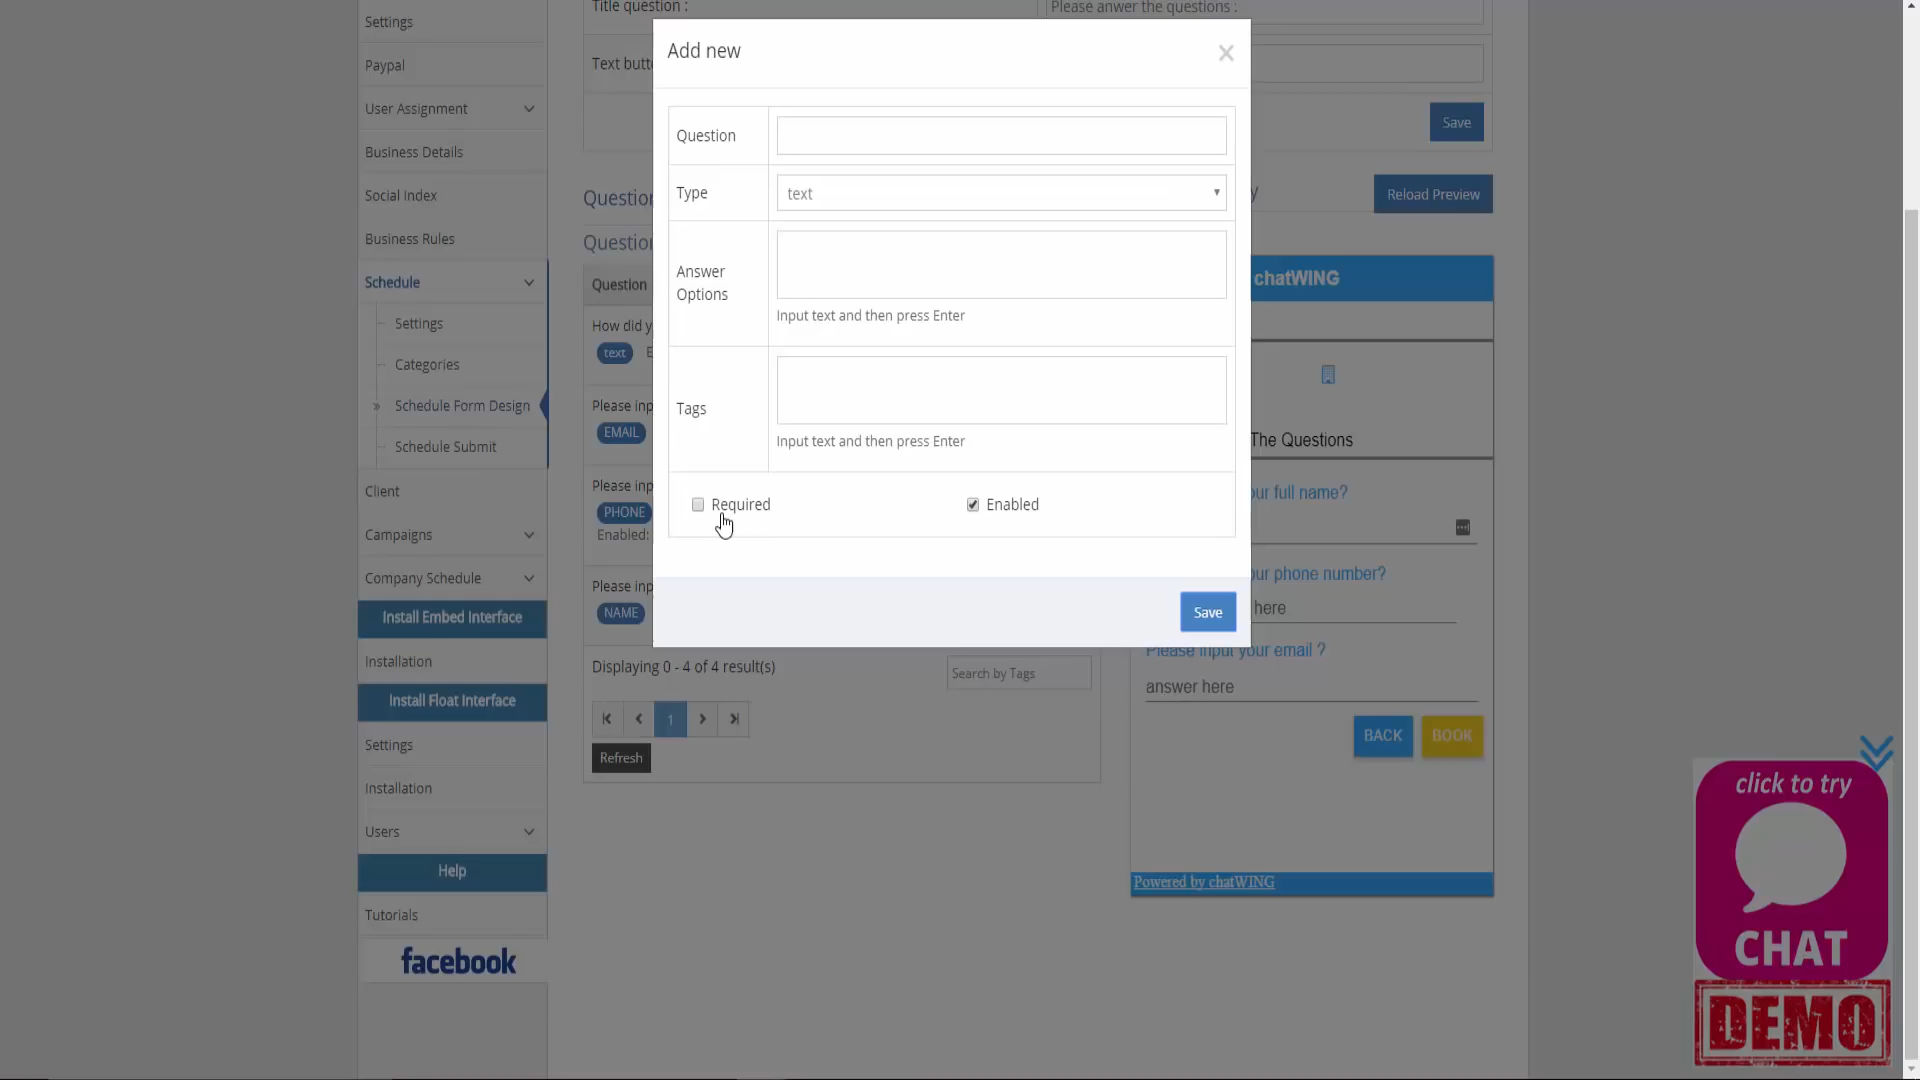 Settings
Paypal
User Assignment
Business Details
Social Index
Business Rules
Schedule
Settings
Categories
Schedule Form Design
Schedule Submit
Client
Campaigns
Company Schedule
Install Embed Interface
Installation
Install Float Interface
Settings
Installation
Users
Help
Tutorials
facebook
Title question :
Please anwer the questions :
Save
Reload Preview
Question
How did y
text
Please inp
EMAIL
Please inp
PHONE
Enabled:
Please inp
NAME
Displaying 0 - 4 of 4 result(s)
Search by Tags
1
Refresh
Add new
×
Question
Type
text
Answer
Options
Input text and then press Enter
Tags
Input text and then press Enter
Required
Enabled
Save
chatWING
The Questions
ur full name?
ur phone number?
here
Please input your email ?
answer here
BACK
BOOK
Powered by chatWING
click to try
CHAT
DEMO